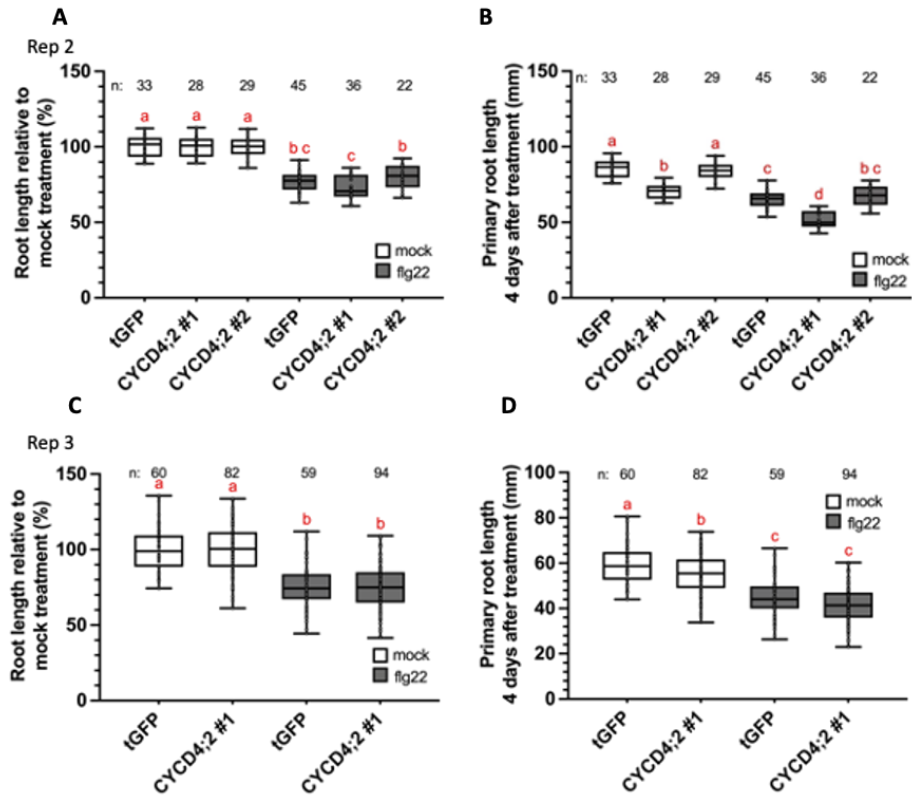 A
Rep 2
Root length relative to
mock treatment (%)
150
100
50
0
n: 33 28 29 45 36 22
a a a b c c b
mock
flg22
tGFP
CYCD4;2 #1
CYCD4;2 #2
tGFP
CYCD4;2 #1
CYCD4;2 #2
B
Primary root length
4 days after treatment (mm)
150
100
50
0
n: 33 28 29 45 36 22
a b a c d b c
mock
flg22
tGFP
CYCD4;2 #1
CYCD4;2 #2
tGFP
CYCD4;2 #1
CYCD4;2 #2
C
Rep 3
Root length relative to
mock treatment (%)
150
100
50
0
n: 60 82 59 94
a a b b
mock
flg22
tGFP
CYCD4;2 #1
tGFP
CYCD4;2 #1
D
Primary root length
4 days after treatment (mm)
100
80
60
40
20
0
n: 60 82 59 94
a b c c
mock
flg22
tGFP
CYCD4;2 #1
tGFP
CYCD4;2 #1